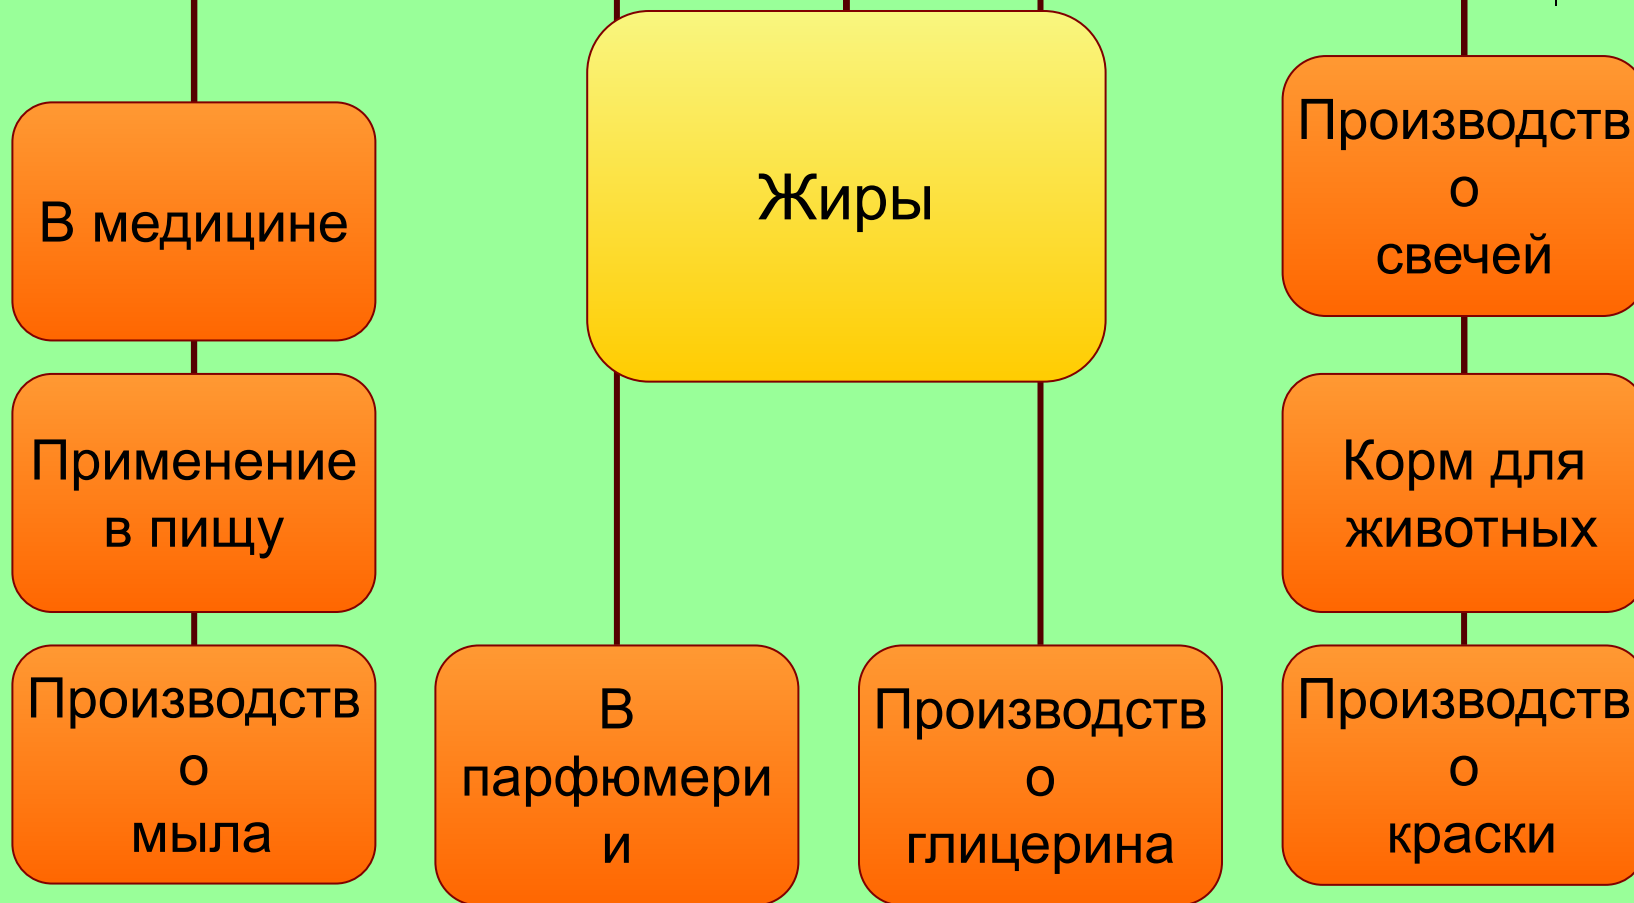 Жиры
В медицине
Применение
в пищу
Производств
о
мыла
В
парфюмери
и
Производств
о
глицерина
Производств
о
свечей
Корм для
животных
Производств
о
краски